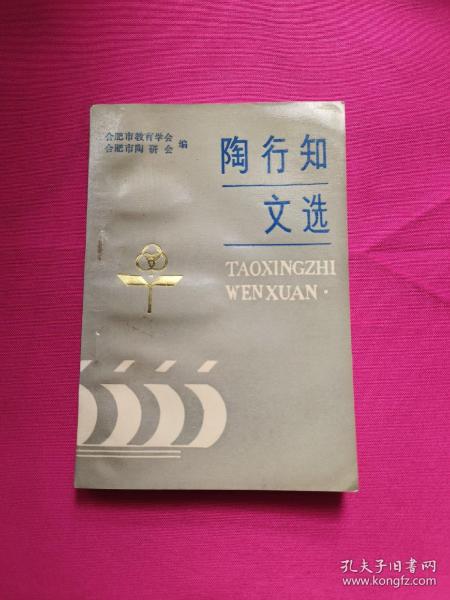 合肥市教育学会
合肥市陶研会
编
陶行知
文选
TAOXINGZHI
WENXUAN·
孔夫子旧书网
www.kongfz.com